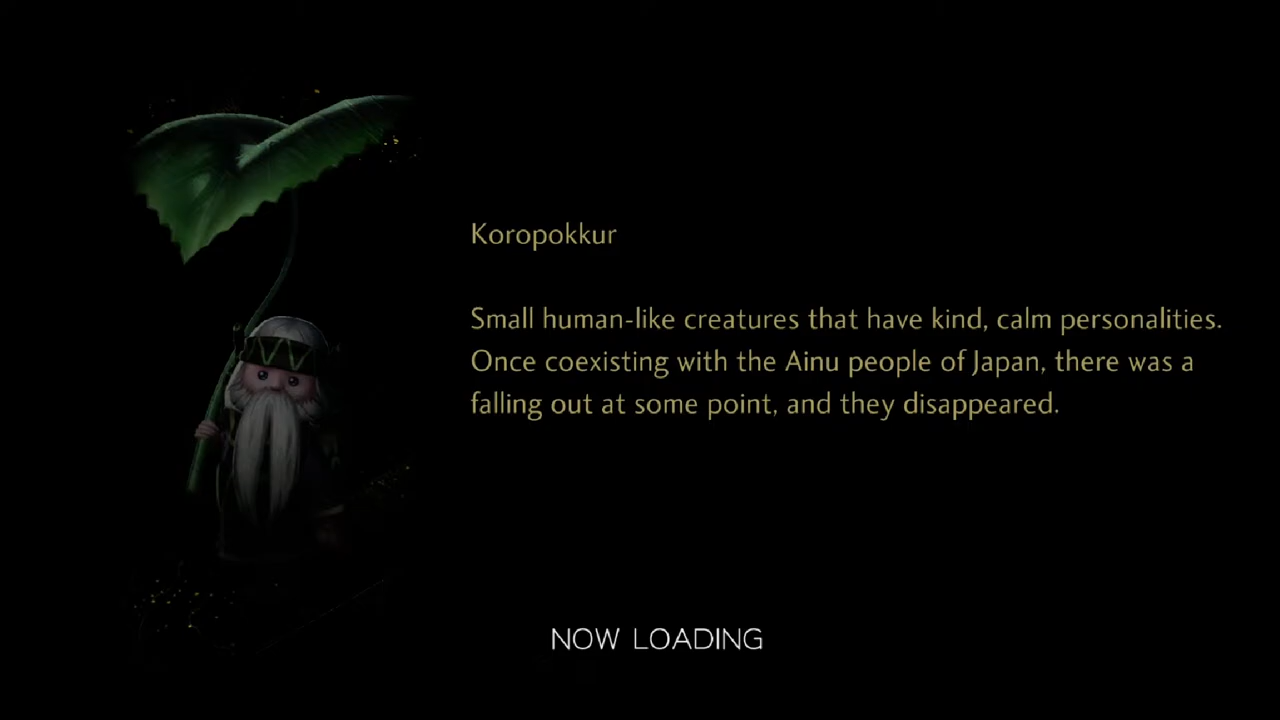 Koropokkur
Small human-like creatures that have kind, calm personalities.
Once coexisting with the Ainu people of Japan, there was a
falling out at some point, and they disappeared.
NOW LOADING